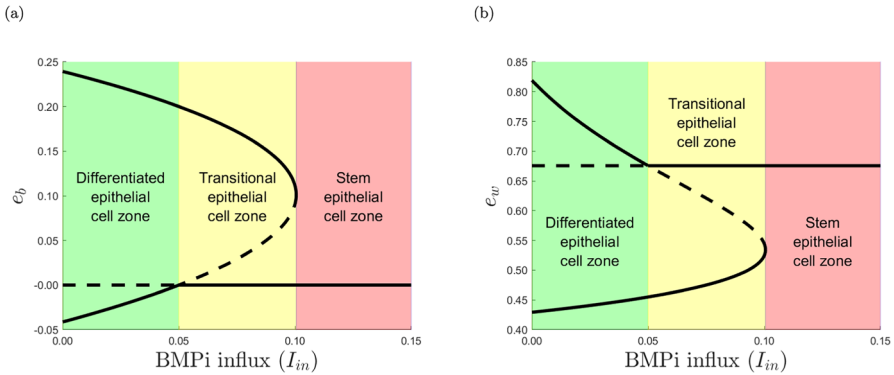 (a)
0.25
0.20
0.15
0.10
0.05
-0.00
-0.05
e_b
Differentiated
epithelial
cell zone
Transitional
epithelial
cell zone
Stem
epithelial
cell zone
0.00
0.05
0.10
0.15
BMPi influx (I_in)
(b)
0.85
0.80
0.75
0.70
0.65
0.60
0.55
0.50
0.45
0.40
e_w
Transitional
epithelial
cell zone
Differentiated
epithelial
cell zone
Stem
epithelial
cell zone
0.00
0.05
0.10
0.15
BMPi influx (I_in)